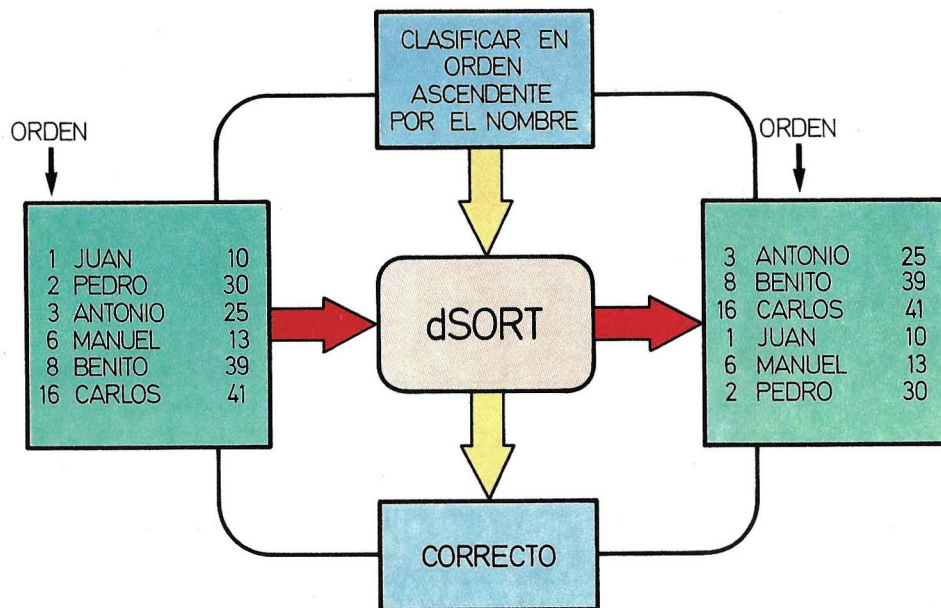 CLASIFICAR EN
ORDEN
ASCENDENTE
POR EL NOMBRE
ORDEN
1 JUAN 10
2 PEDRO 30
3 ANTONIO 25
6 MANUEL 13
8 BENITO 39
16 CARLOS 41
dSORT
ORDEN
3 ANTONIO 25
8 BENITO 39
16 CARLOS 41
1 JUAN 10
6 MANUEL 13
2 PEDRO 30
CORRECTO